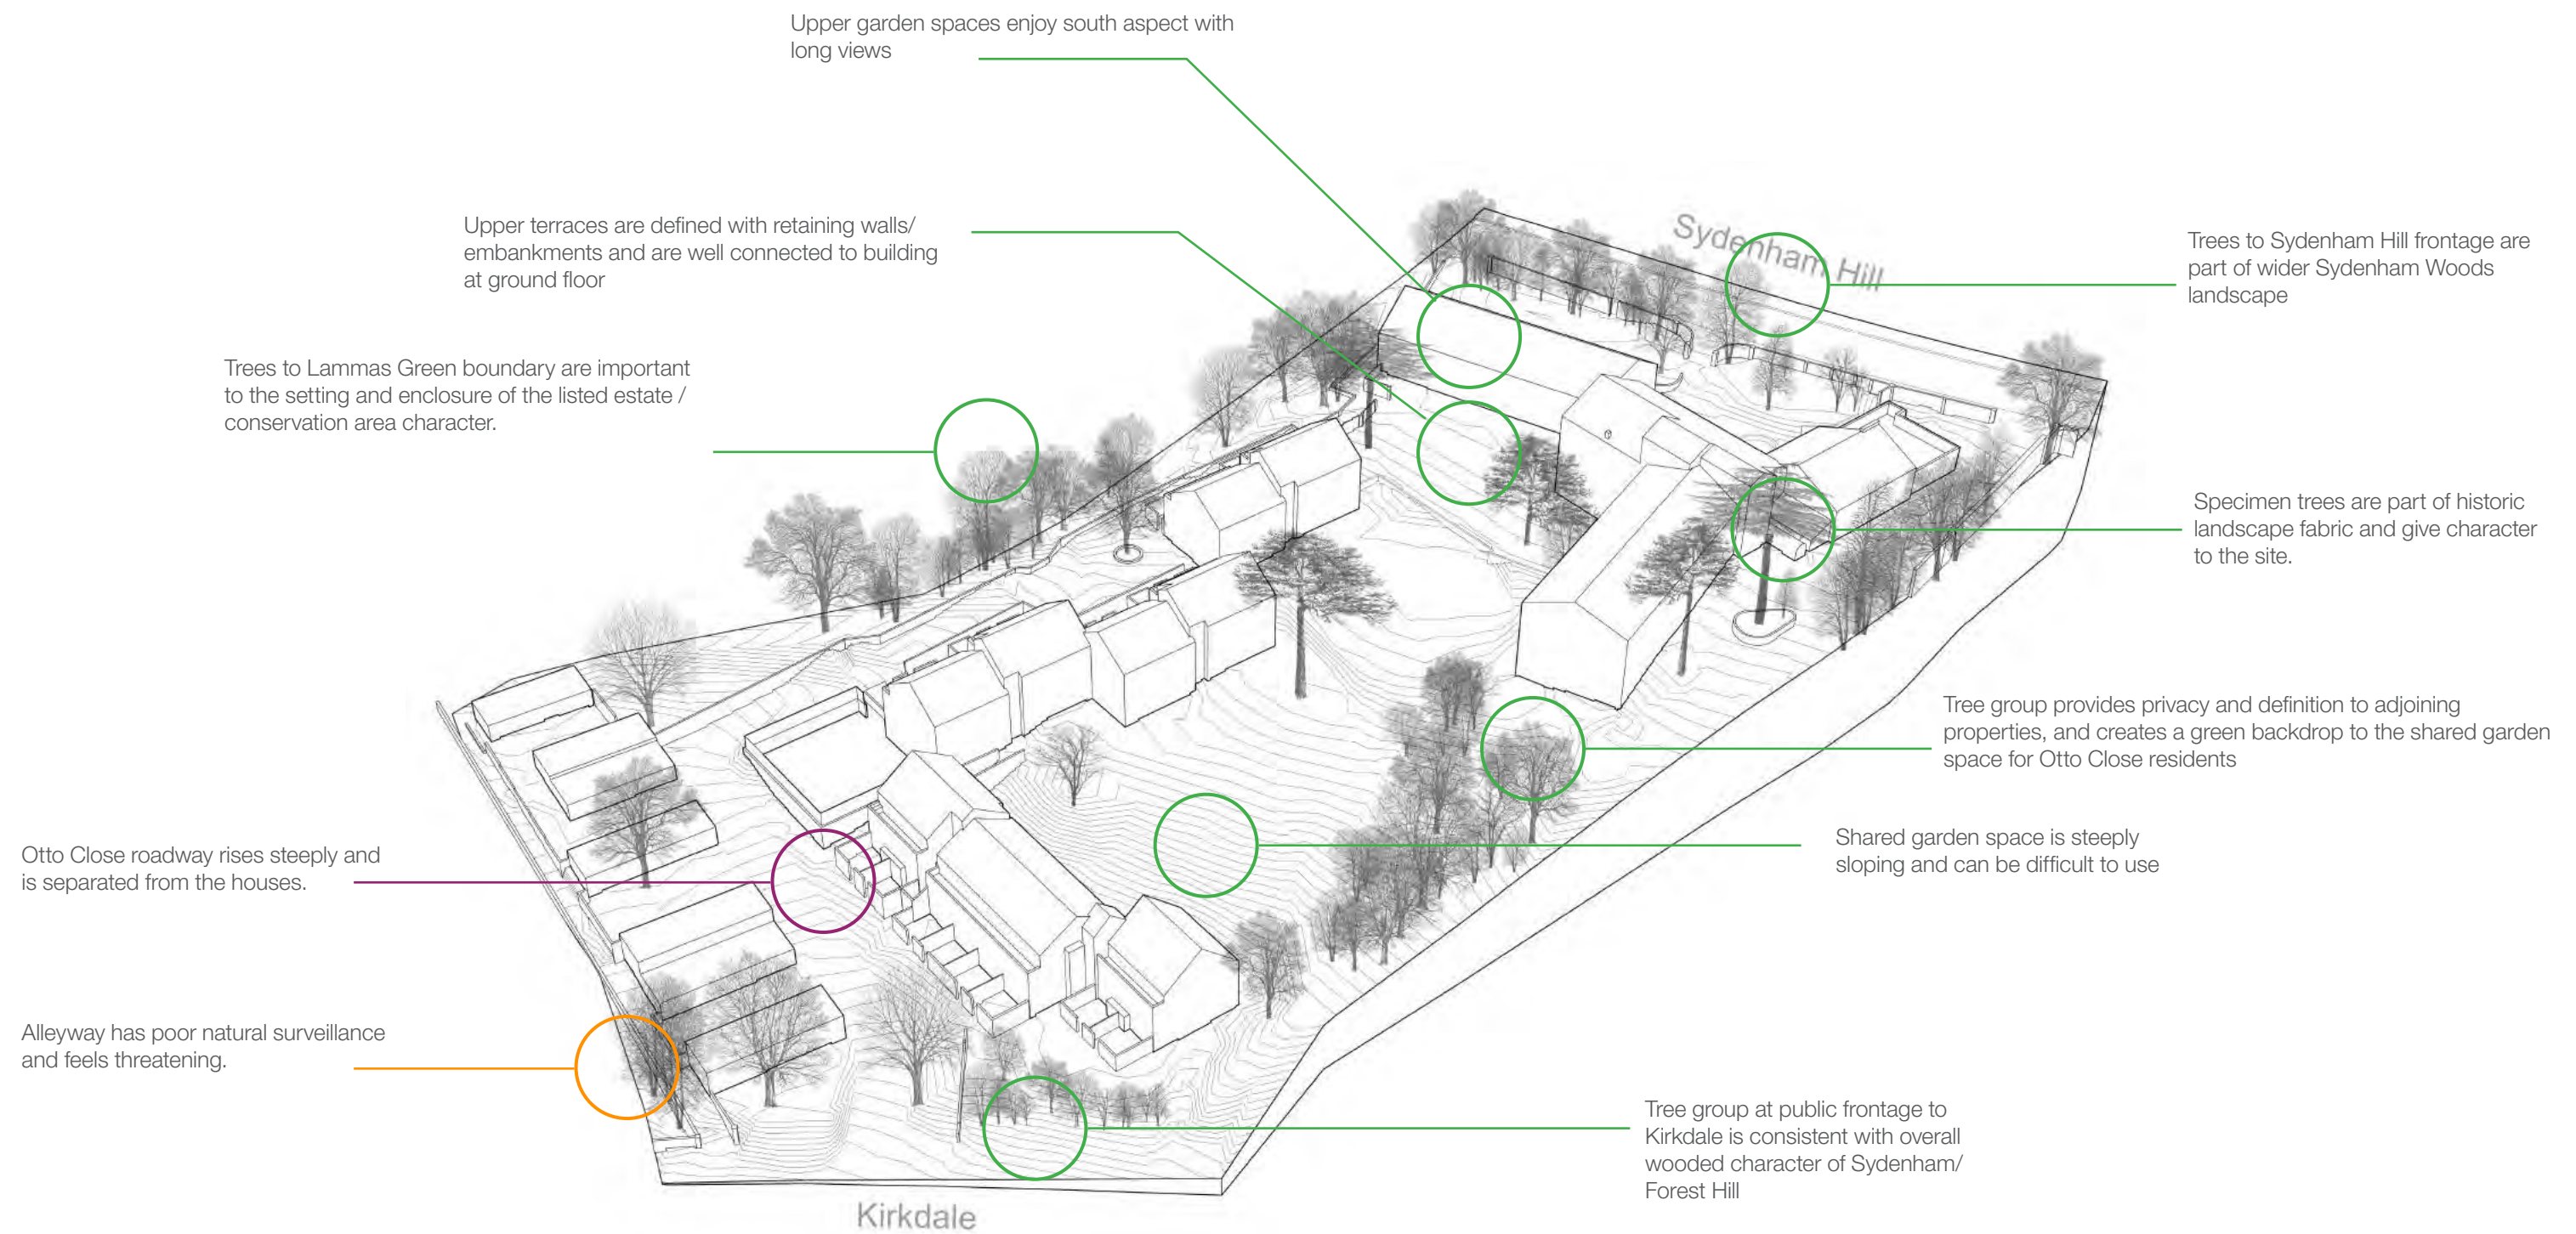 Upper garden spaces enjoy south aspect with
long views
Upper terraces are defined with retaining walls/
embankments and are well connected to building
at ground floor
Trees to Lammas Green boundary are important
to the setting and enclosure of the listed estate /
conservation area character.
Otto Close roadway rises steeply and
is separated from the houses.
Alleyway has poor natural surveillance
and feels threatening.
Sydenham Hill
Trees to Sydenham Hill frontage are
part of wider Sydenham Woods
landscape
Specimen trees are part of historic
landscape fabric and give character
to the site.
Tree group provides privacy and definition to adjoining
properties, and creates a green backdrop to the shared garden
space for Otto Close residents
Shared garden space is steeply
sloping and can be difficult to use
Tree group at public frontage to
Kirkdale is consistent with overall
wooded character of Sydenham/
Forest Hill
Kirkdale